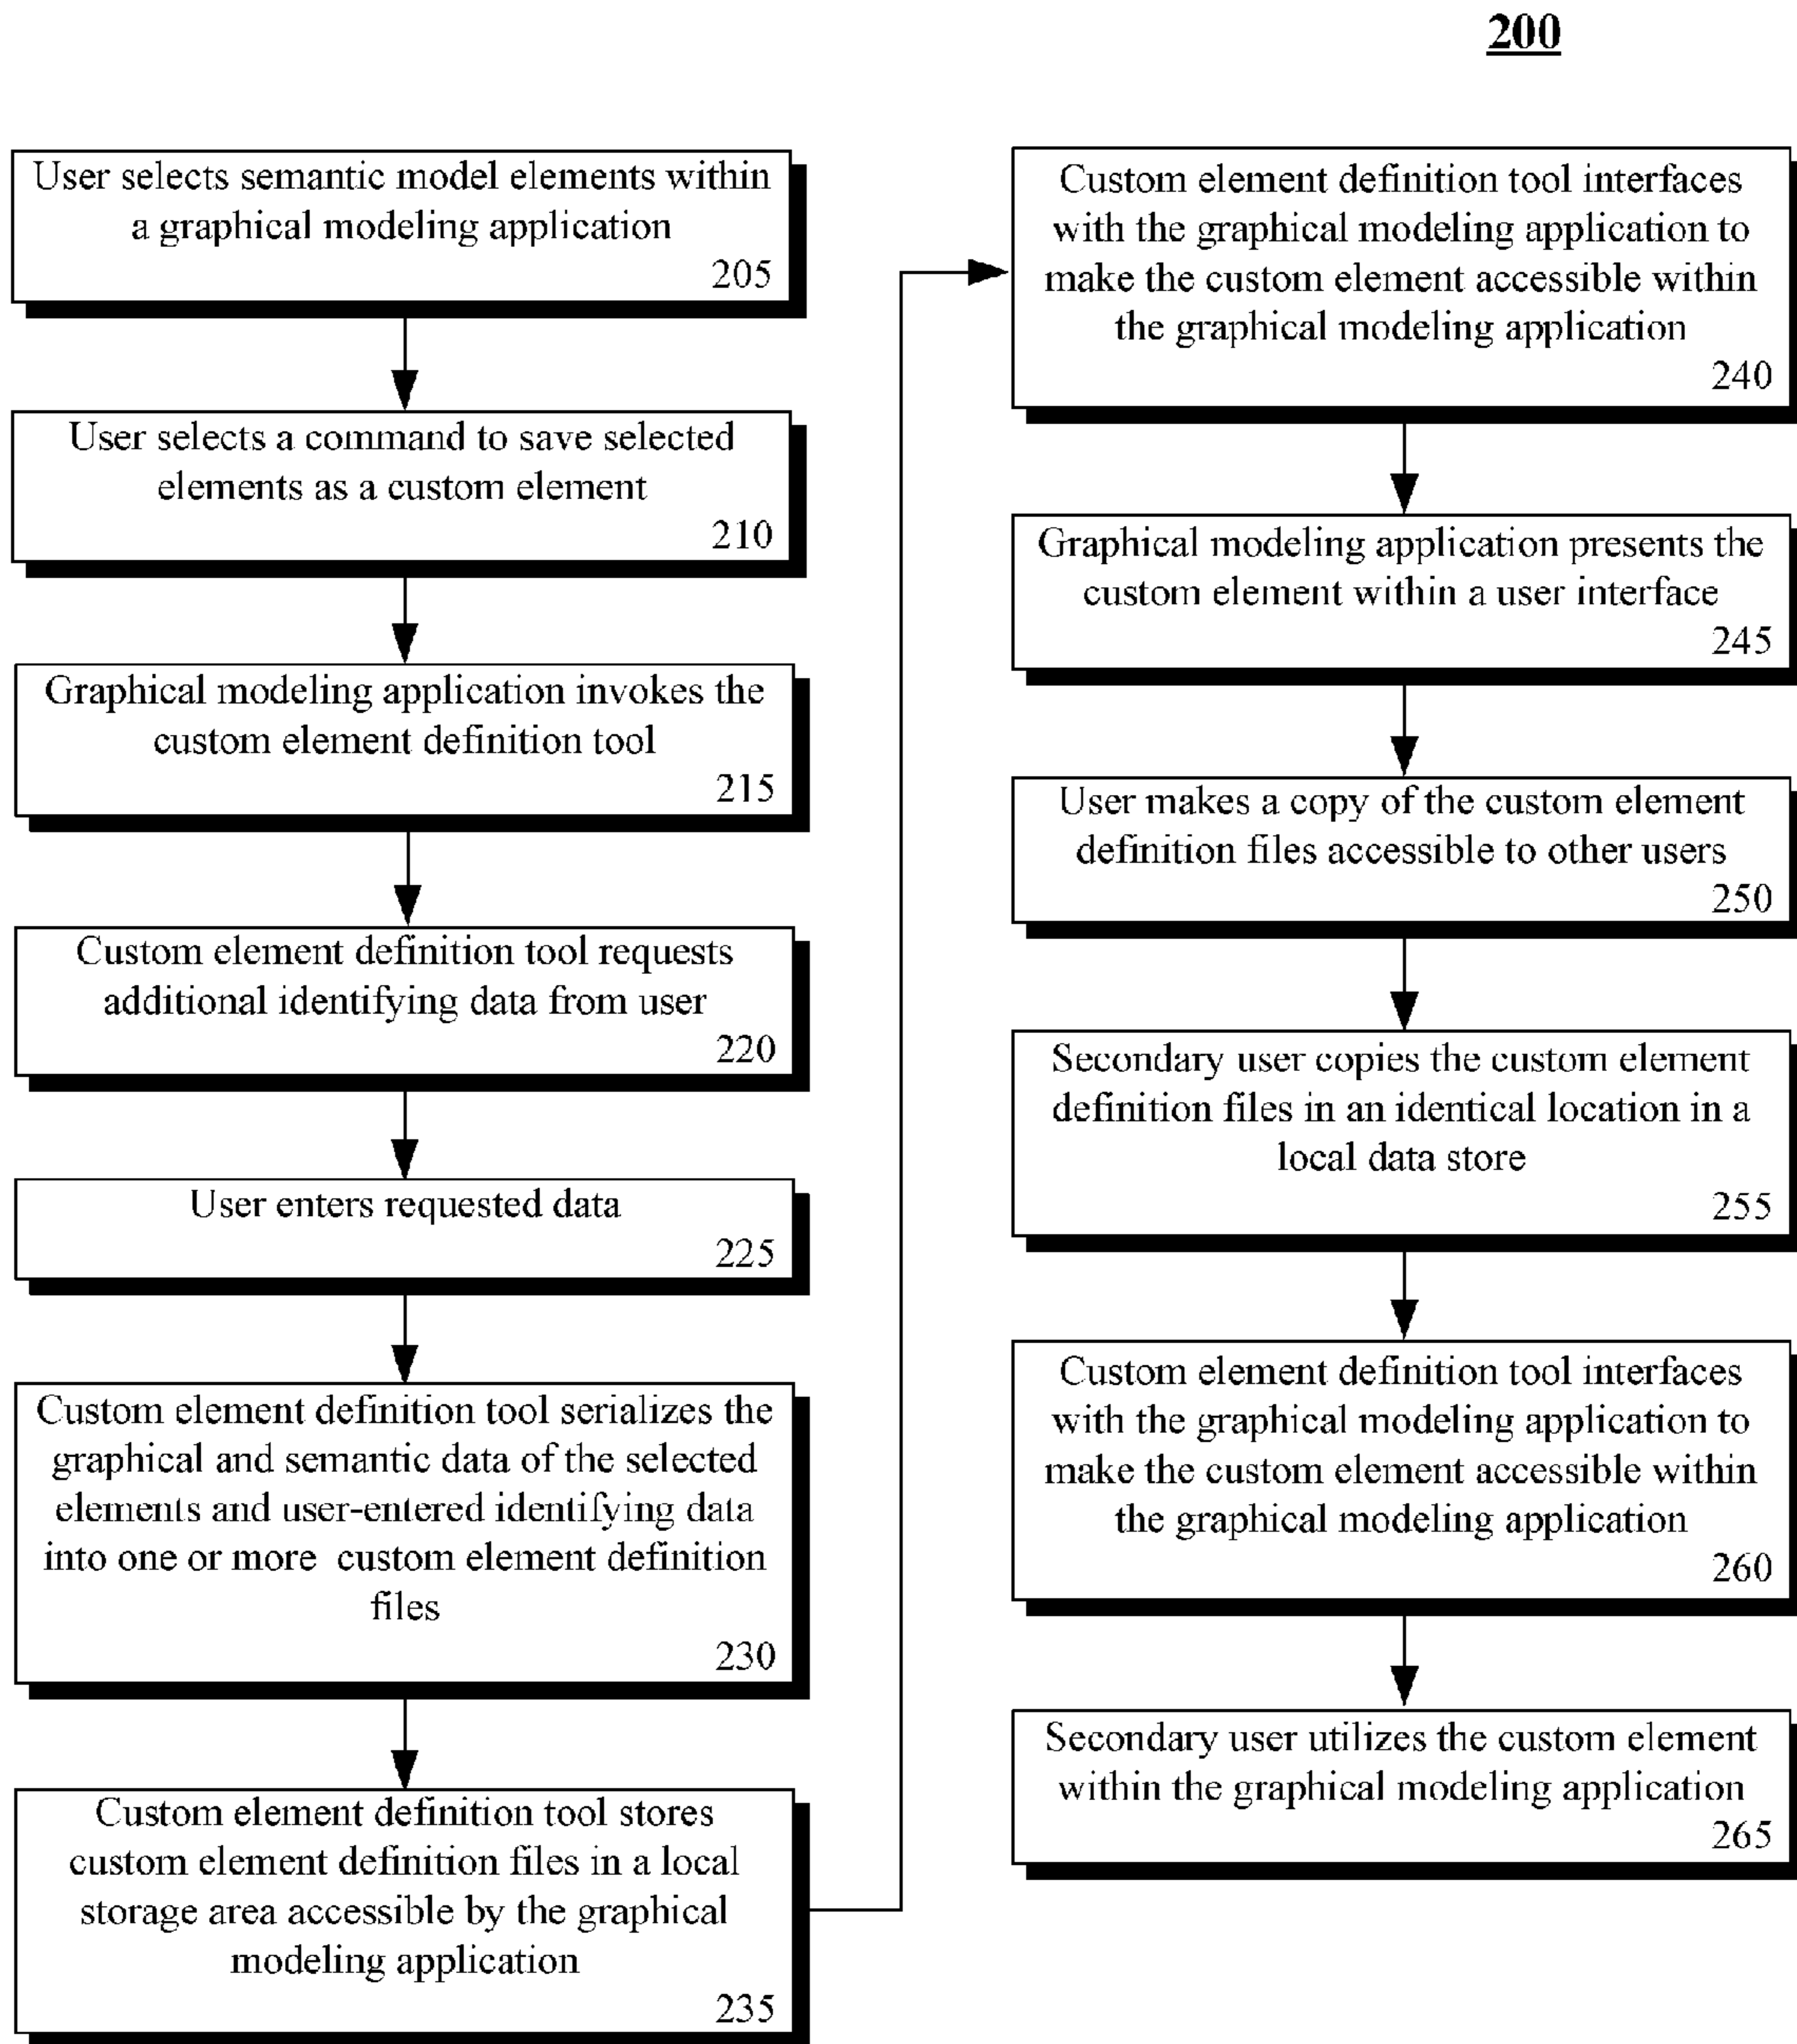 200
User selects semantic model elements within
a graphical modeling application
205
User selects a command to save selected
elements as a custom element
210
Graphical modeling application invokes the
custom element definition tool
215
Custom element definition tool requests
additional identifying data from user
220
User enters requested data
225
Custom element definition tool serializes the
graphical and semantic data of the selected
elements and user-entered identifying data
into one or more custom element definition
files
230
Custom element definition tool stores
custom element definition files in a local
storage area accessible by the graphical
modeling application
235
Custom element definition tool interfaces
with the graphical modeling application to
make the custom element accessible within
the graphical modeling application
240
Graphical modeling application presents the
custom element within a user interface
245
User makes a copy of the custom element
definition files accessible to other users
250
Secondary user copies the custom element
definition files in an identical location in a
local data store
255
Custom element definition tool interfaces
with the graphical modeling application to
make the custom element accessible within
the graphical modeling application
260
Secondary user utilizes the custom element
within the graphical modeling application
265